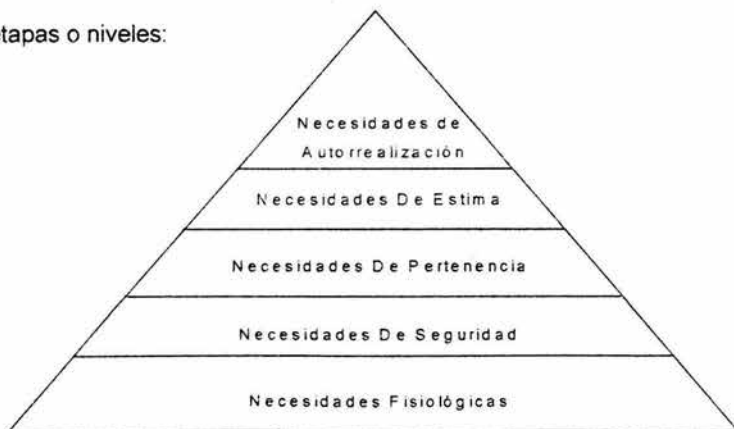 tapas o niveles:
Necesidades de
Autorrealización
Necesidades De Estima
Necesidades De Pertenencia
Necesidades De Seguridad
Necesidades Fisiológicas